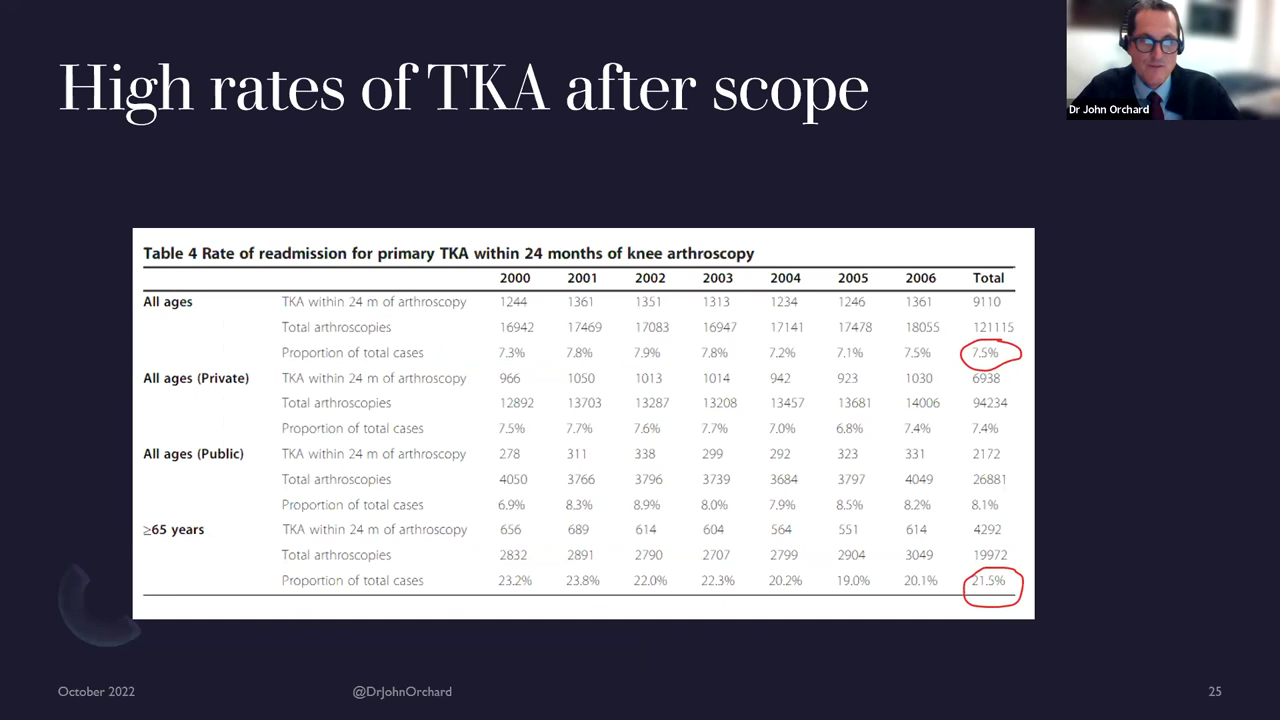 High rates of TKA after scope
Dr John Orchard
Table 4 Rate of readmission for primary TKA within 24 months of knee arthroscopy
2000 2001 2002 2003 2004 2005 2006 Total
All ages TKA within 24 m of arthroscopy 1244 1361 1351 1313 1234 1246 1361 9110
Total arthroscopies 16942 17469 17083 16947 17141 17478 18055 121115
Proportion of total cases 7.3% 7.8% 7.9% 7.8% 7.2% 7.1% 7.5% 7.5%
All ages (Private) TKA within 24 m of arthroscopy 966 1050 1013 1014 942 923 1030 6938
Total arthroscopies 12892 13703 13287 13208 13457 13681 14006 94234
Proportion of total cases 7.5% 7.7% 7.6% 7.7% 7.0% 6.8% 7.4% 7.4%
All ages (Public) TKA within 24 m of arthroscopy 278 311 338 299 292 323 331 2172
Total arthroscopies 4050 3766 3796 3739 3684 3797 4049 26881
Proportion of total cases 6.9% 8.3% 8.9% 8.0% 7.9% 8.5% 8.2% 8.1%
≥65 years TKA within 24 m of arthroscopy 656 689 614 604 564 551 614 4292
Total arthroscopies 2832 2891 2790 2707 2799 2904 3049 19972
Proportion of total cases 23.2% 23.8% 22.0% 22.3% 20.2% 19.0% 20.1% 21.5%
October 2022 @DrJohnOrchard 25